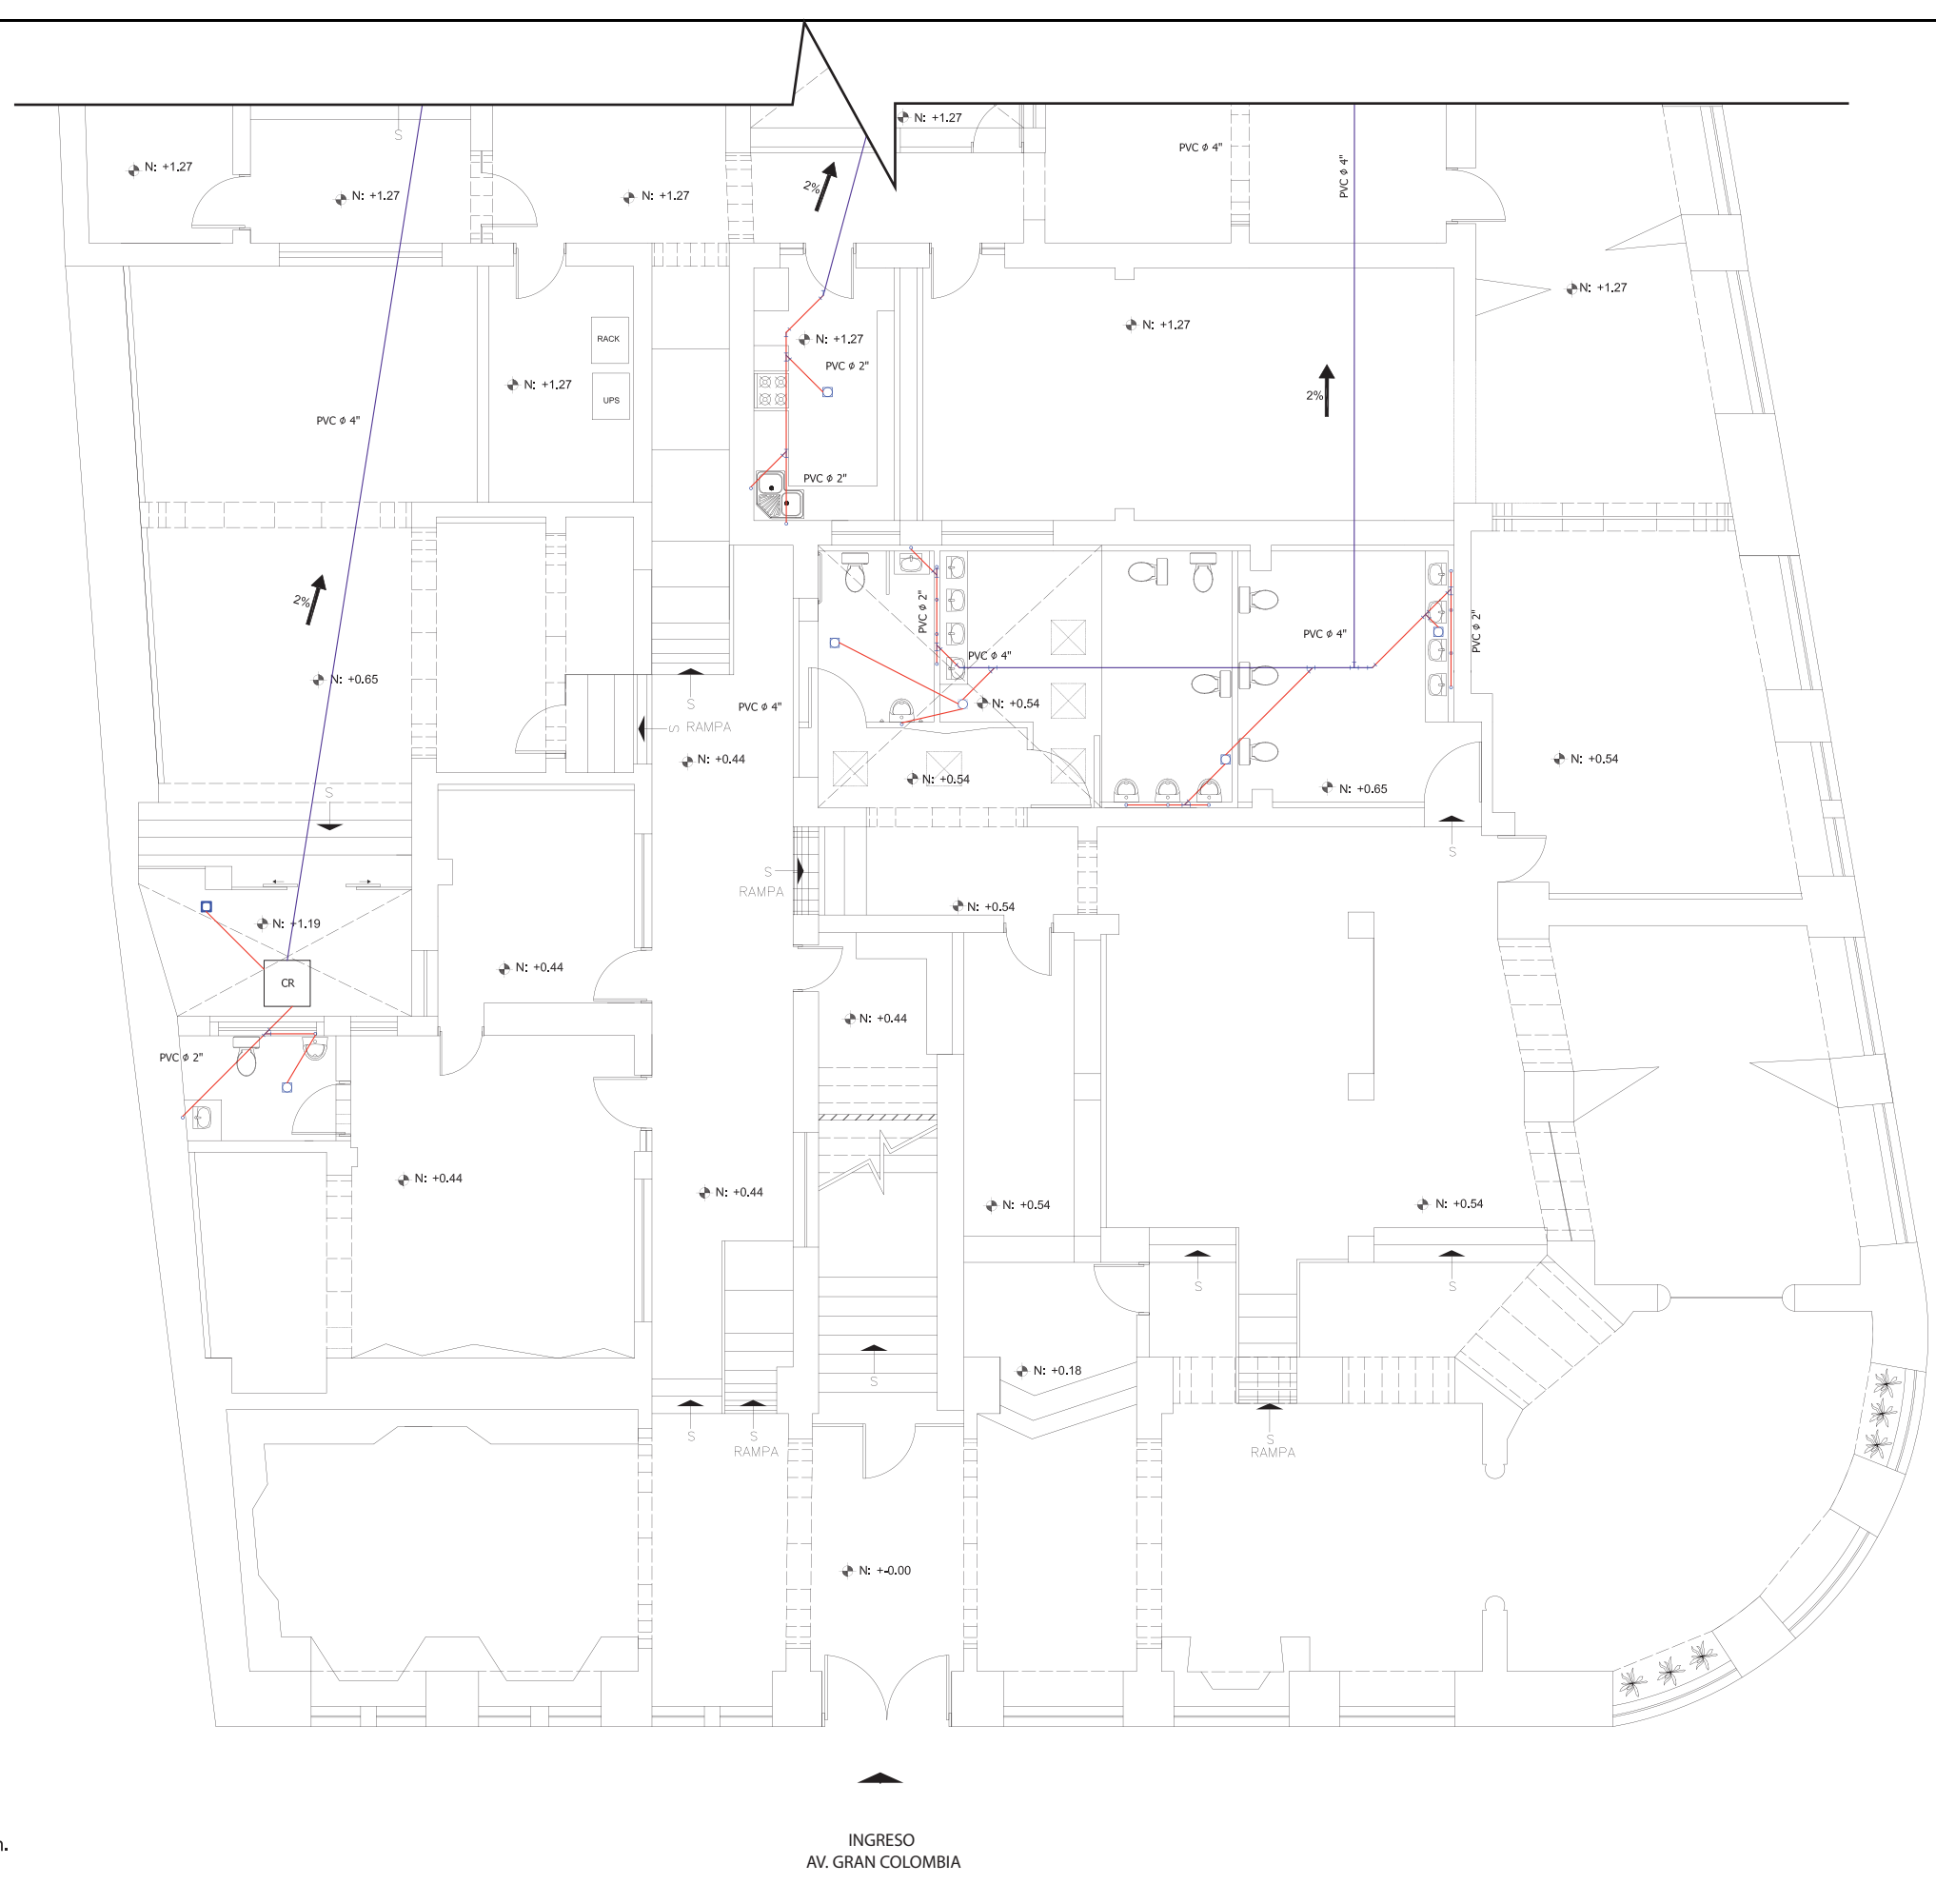 N: +1.27
S
PVC ϕ 4"
PVC ϕ 4"
N: +1.27
N: +1.27
N: +1.27
2%
N: +1.27
N: +1.27
N: +1.27
RACK
N: +1.27
PVC ϕ 2"
N: +1.27
UPS
2%
PVC ϕ 4"
PVC ϕ 2"
2%
PVC ϕ 2"
PVC ϕ 4"
PVC ϕ 2"
PVC ϕ 4"
N: +0.65
S
PVC ϕ 4"
N: +0.54
S RAMPA
N: +0.44
N: +0.54
N: +0.54
N: +0.65
S
S
S
RAMPA
N: +0.54
N: +1.19
N: +0.44
CR
N: +0.44
PVC ϕ 2"
N: +0.44
N: +0.44
N: +0.54
N: +0.54
S
S
N: +0.18
S
S
S
RAMPA
S
RAMPA
N: +-0.00
INGRESO
AV. GRAN COLOMBIA